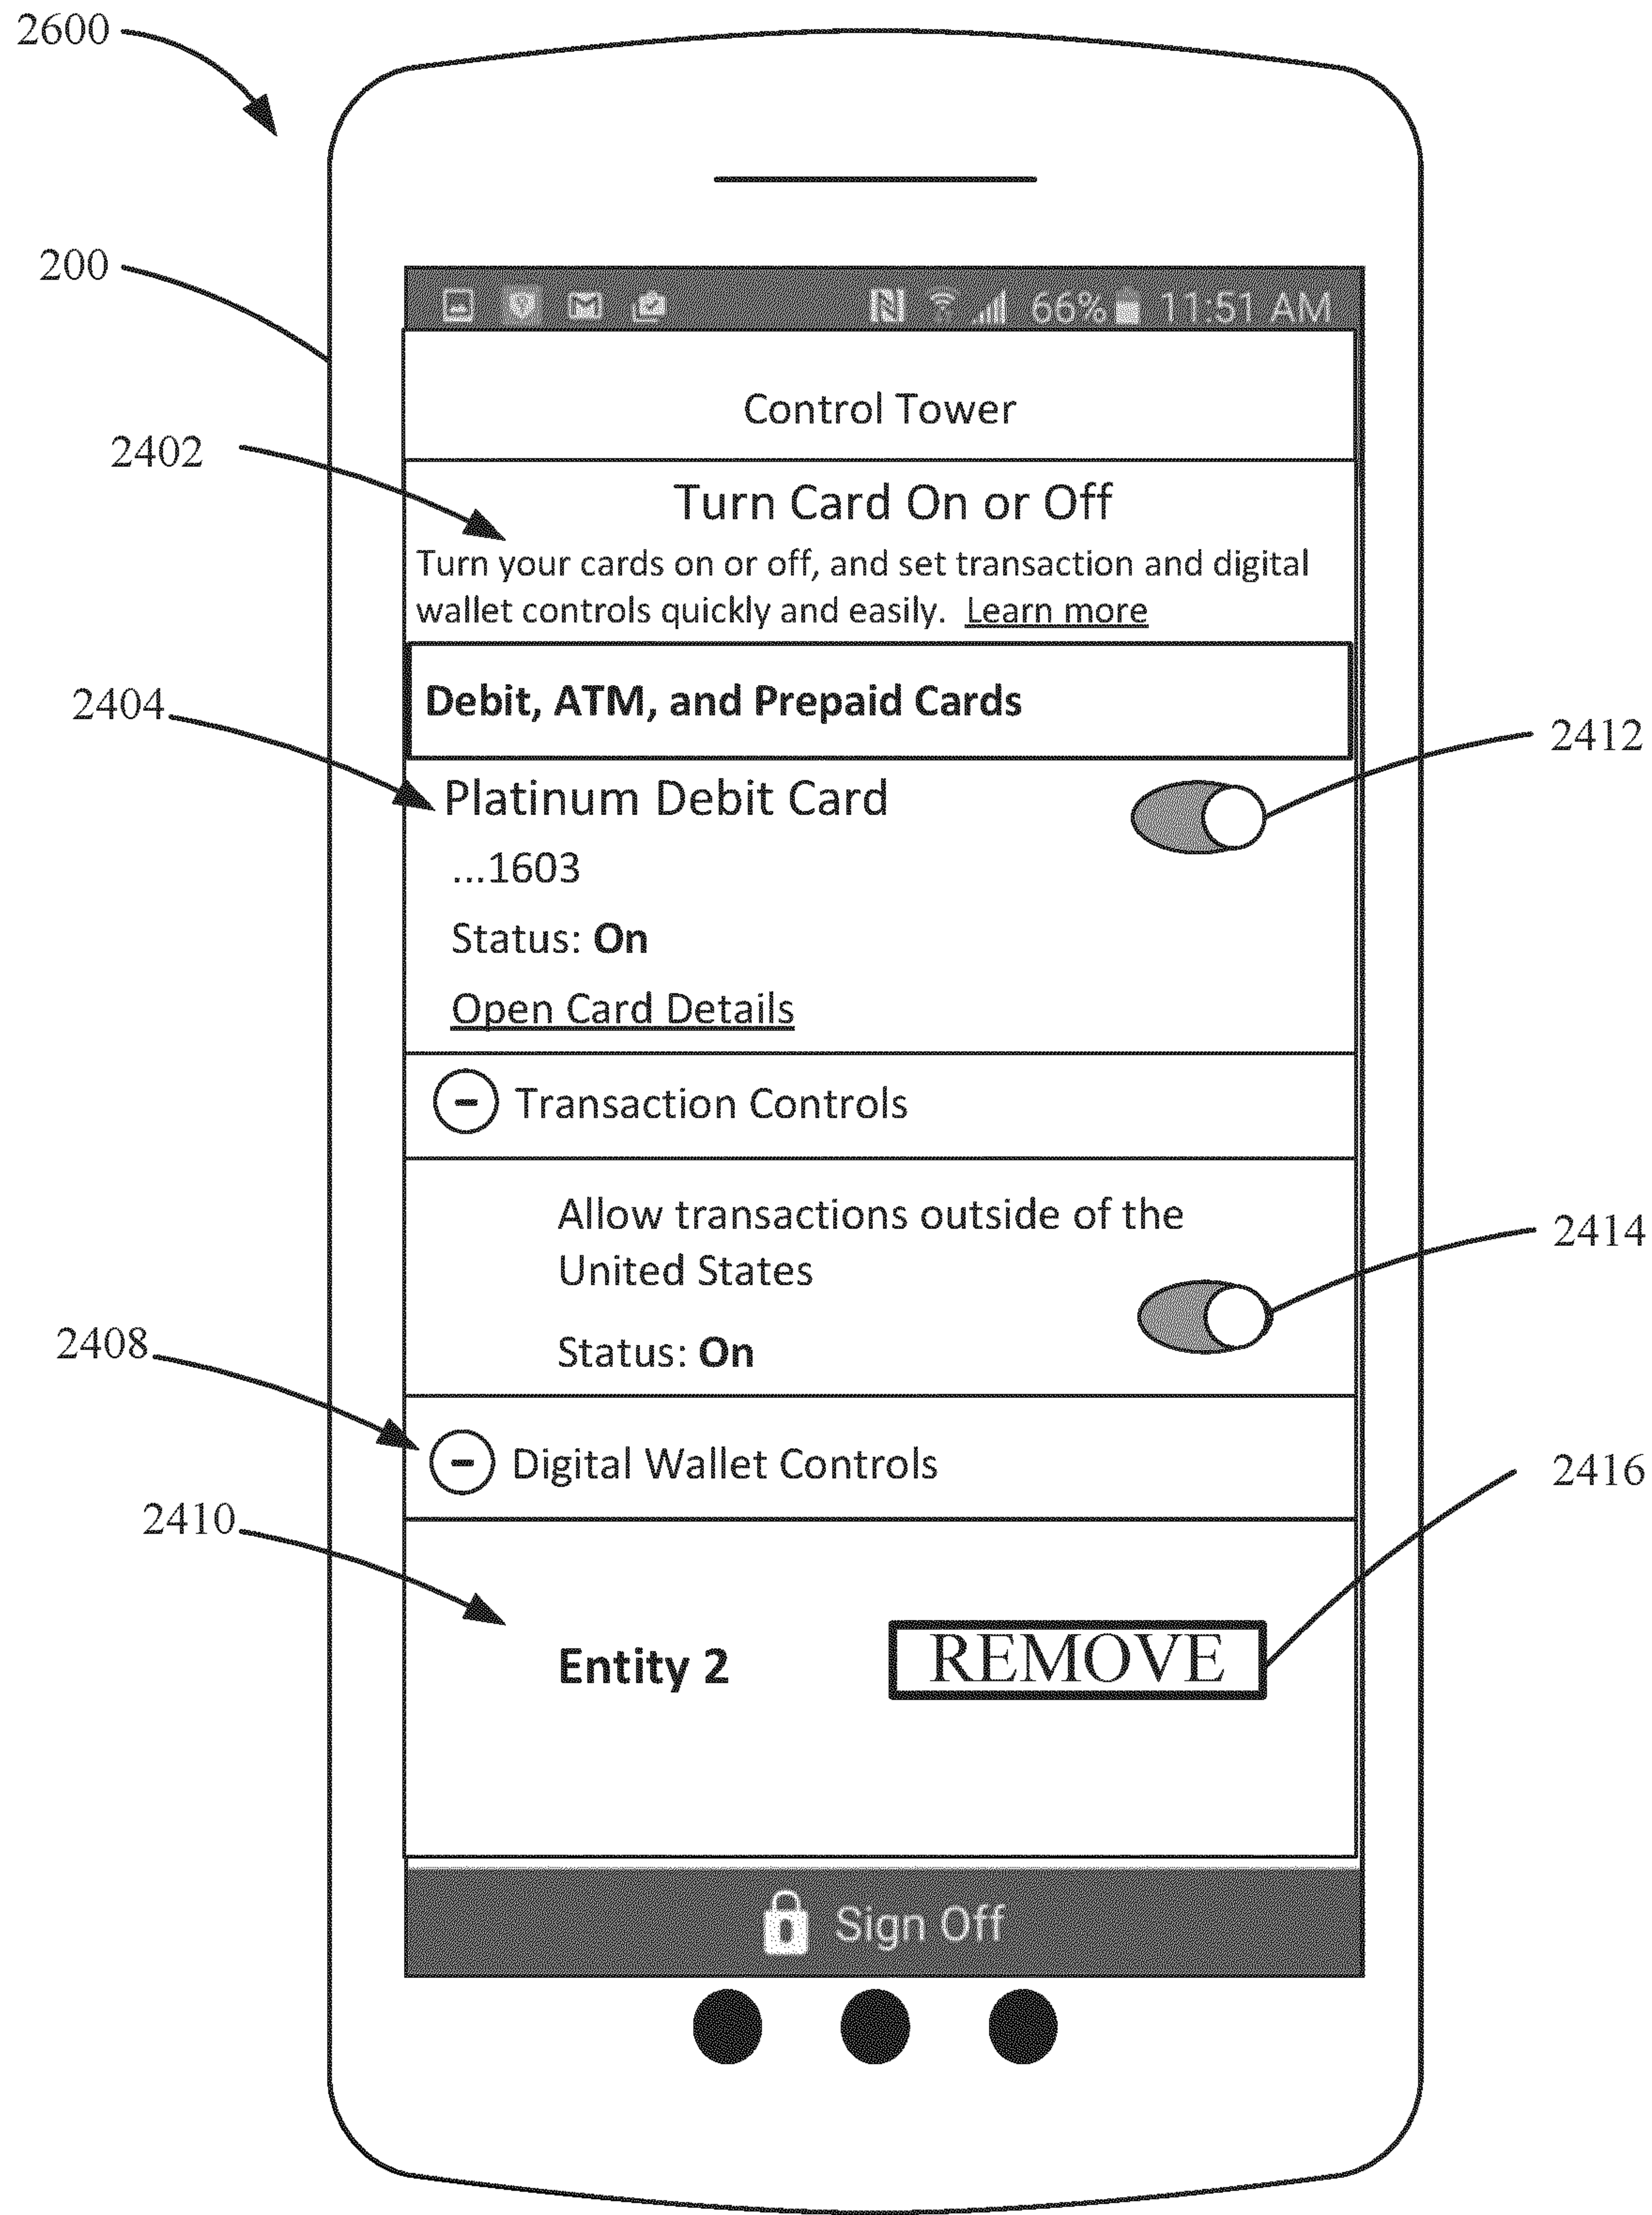 2600
200
66% 11:51 AM
Control Tower
2402
Turn Card On or Off
Turn your cards on or off, and set transaction and digital
wallet controls quickly and easily. Learn more
Debit, ATM, and Prepaid Cards
2404
2412
Platinum Debit Card
...1603
Status: On
Open Card Details
Transaction Controls
Allow transactions outside of the
United States
2414
Status: On
2408
Digital Wallet Controls
2416
2410
Entity 2 REMOVE
Sign Off